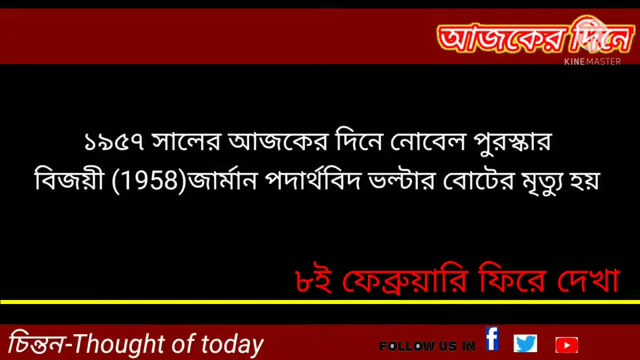 আজকের দিনে
KINEMASTER
১৯৫৭ সালের আজকের দিনে নোবেল পুরস্কার
বিজয়ী (1958)জার্মান পদার্থবিদ ভল্টার বোটের মৃত্যু হয়
৮ই ফেব্রুয়ারি ফিরে দেখা
চিন্তন-Thought of today
FOLLOW US IN